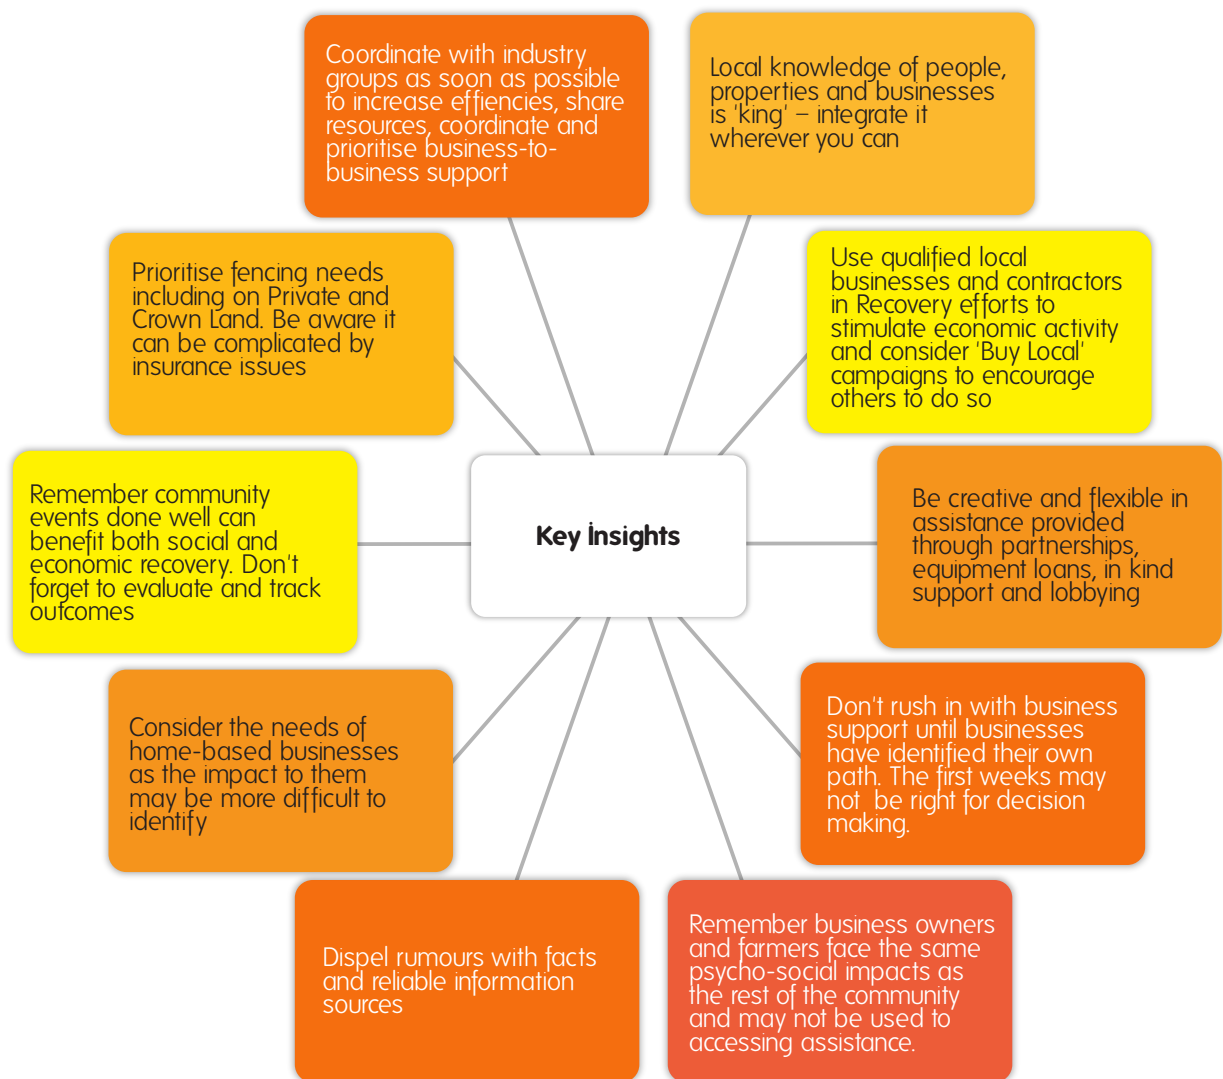 Coordinate with industry
groups as soon as possible
to increase effiencies, share
resources, coordinate and
prioritise business-to-
business support
Local knowledge of people,
properties and businesses
is 'king' – integrate it
wherever you can
Prioritise fencing needs
including on Private and
Crown Land. Be aware it
can be complicated by
insurance issues
Use qualified local
businesses and contractors
in Recovery efforts to
stimulate economic activity
and consider 'Buy Local'
campaigns to encourage
others to do so
Remember community
events done well can
benefit both social and
economic recovery. Don't
forget to evaluate and track
outcomes
Key Insights
Be creative and flexible in
assistance provided
through partnerships,
equipment loans, in kind
support and lobbying
Consider the needs of
home-based businesses
as the impact to them
may be more difficult to
identify
Don't rush in with business
support until businesses
have identified their own
path. The first weeks may
not be right for decision
making.
Dispel rumours with facts
and reliable information
sources
Remember business owners
and farmers face the same
psycho-social impacts as
the rest of the community
and may not be used to
accessing assistance.